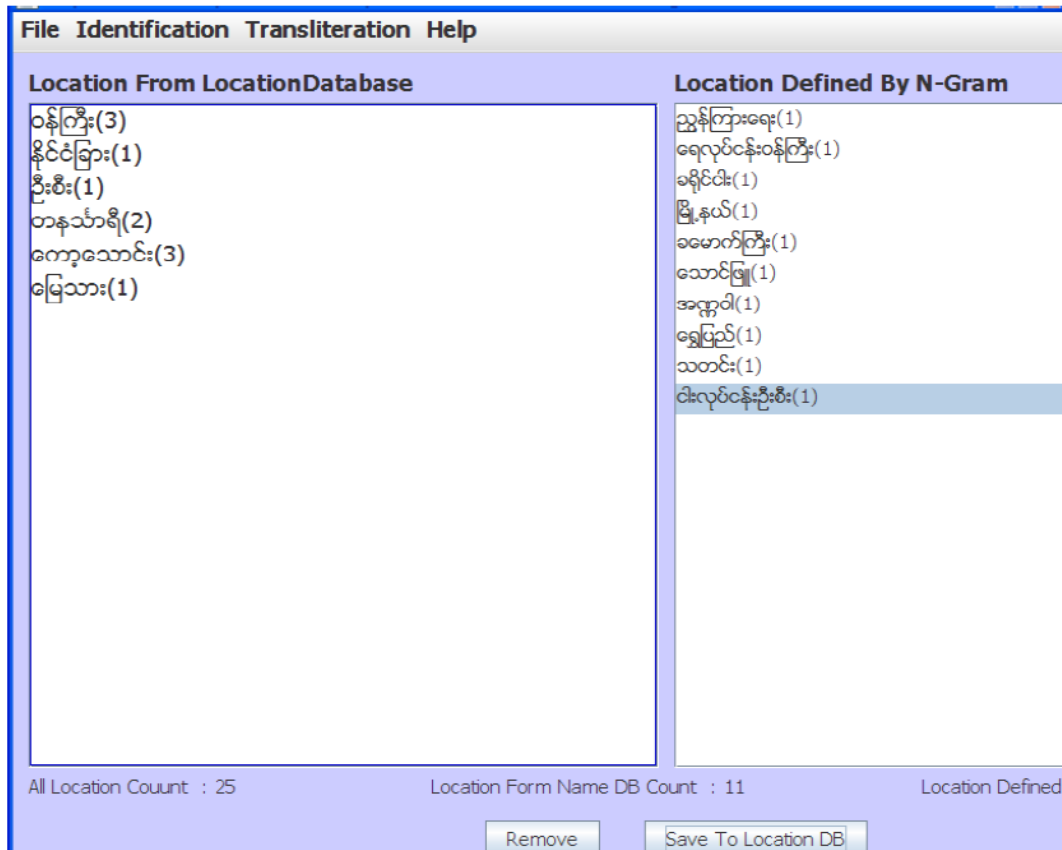 File Identification Transliteration Help
Location From LocationDatabase
ဝန်ကြီး(3)
နိုင်ငံခြား(1)
ဦးစီး(1)
တနင်္သာရီ(2)
ကော့သောင်း(3)
မြေသား(1)
Location Defined By N-Gram
ညွှန်ကြားရေး(1)
ရေလုပ်ငန်းဝန်ကြီး(1)
ခရိုင်ငါး(1)
မြို့နယ်(1)
ခမောက်ကြီး(1)
သောင်ဖြူ(1)
အဏ္ဏဝါ(1)
ရွှေပြည်(1)
သတင်း(1)
ငါးလုပ်ငန်းဦးစီး(1)
All Location Couunt : 25
Location Form Name DB Count : 11
Location Defined
Remove
Save To Location DB